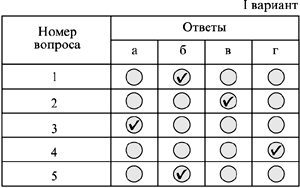 I вариант
Номер вопроса
Ответы
а б в г
1
2
3
4
5